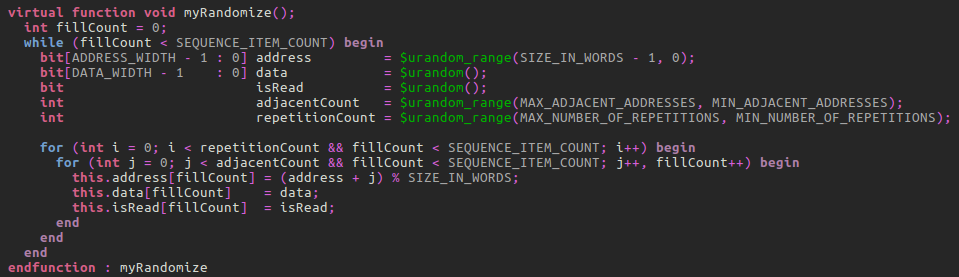 virtual function void myRandomize();
  int fillCount = 0;
  while (fillCount < SEQUENCE_ITEM_COUNT) begin
    bit[ADDRESS_WIDTH - 1 : 0] address         = $urandom_range(SIZE_IN_WORDS - 1, 0);
    bit[DATA_WIDTH - 1    : 0] data            = $urandom();
    bit                        isRead          = $urandom();
    int                        adjacentCount   = $urandom_range(MAX_ADJACENT_ADDRESSES, MIN_ADJACENT_ADDRESSES);
    int                        repetitionCount = $urandom_range(MAX_NUMBER_OF_REPETITIONS, MIN_NUMBER_OF_REPETITIONS);

    for (int i = 0; i < repetitionCount && fillCount < SEQUENCE_ITEM_COUNT; i++) begin
      for (int j = 0; j < adjacentCount && fillCount < SEQUENCE_ITEM_COUNT; j++, fillCount++) begin
        this.address[fillCount] = (address + j) % SIZE_IN_WORDS;
        this.data[fillCount]    = data;
        this.isRead[fillCount]  = isRead;
      end
    end
  end
endfunction : myRandomize